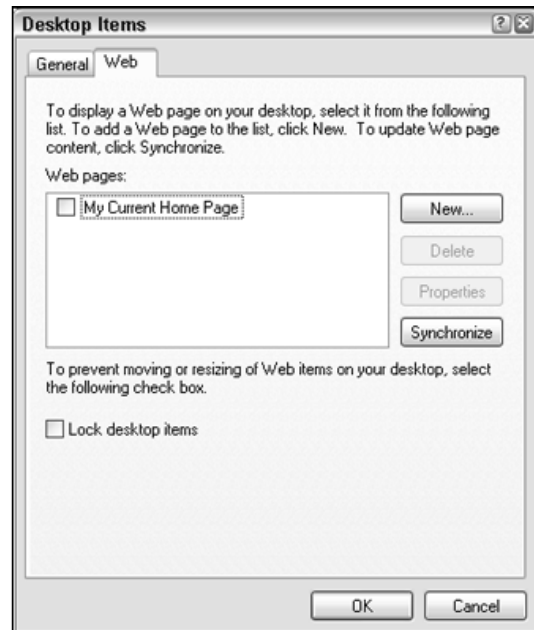 Desktop Items
General Web
To display a Web page on your desktop, select it from the following
list. To add a Web page to the list, click New. To update Web page
content, click Synchronize.
Web pages:
My Current Home Page
New...
Delete
Properties
Synchronize
To prevent moving or resizing of Web items on your desktop, select
the following check box.
Lock desktop items
OK Cancel